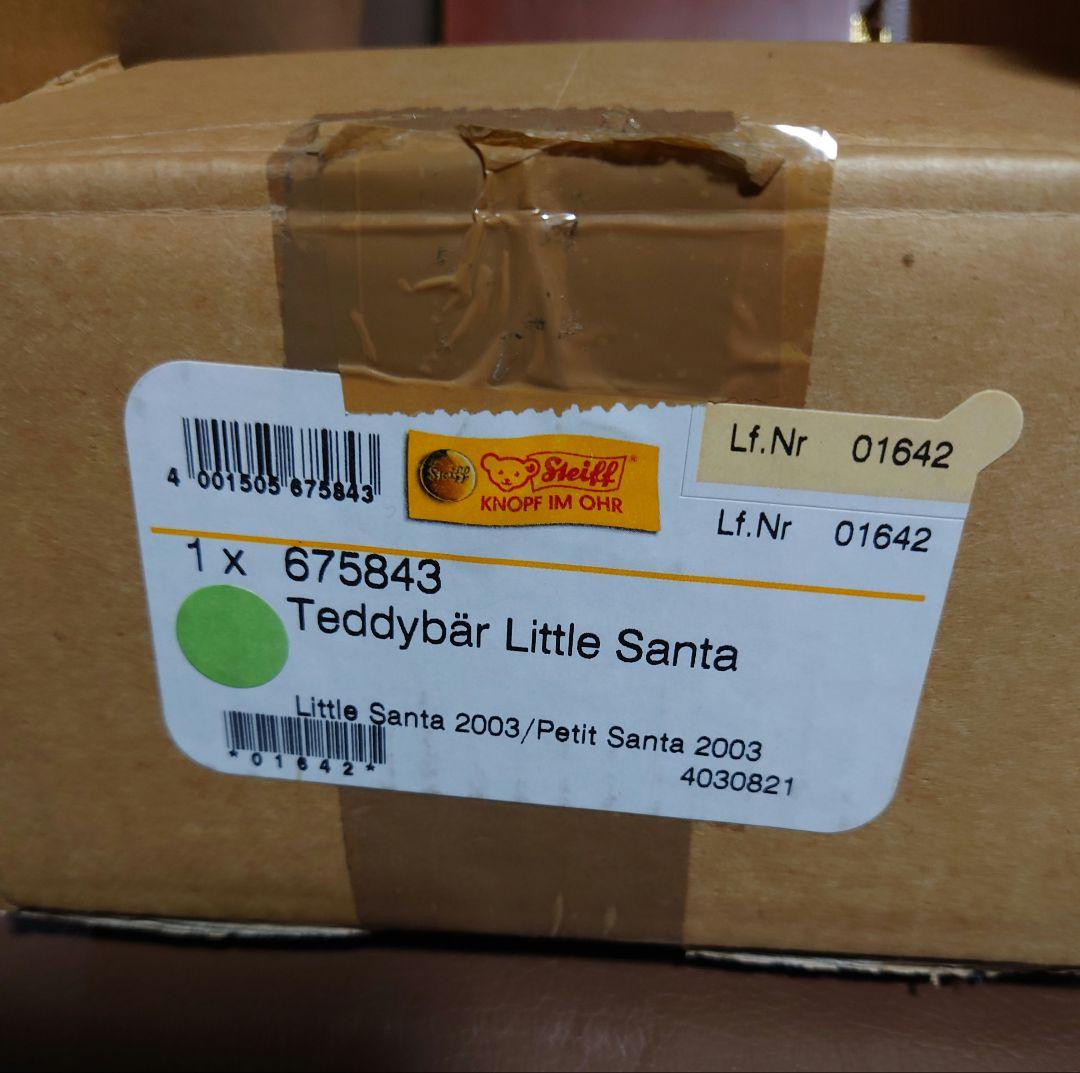 4 001505 675843
Steiff
Steiff®
KNOPF IM OHR
Lf.Nr 01642
Lf.Nr 01642
1 x 675843
Teddybär Little Santa
Little Santa 2003/Petit Santa 2003
*01642*
4030821